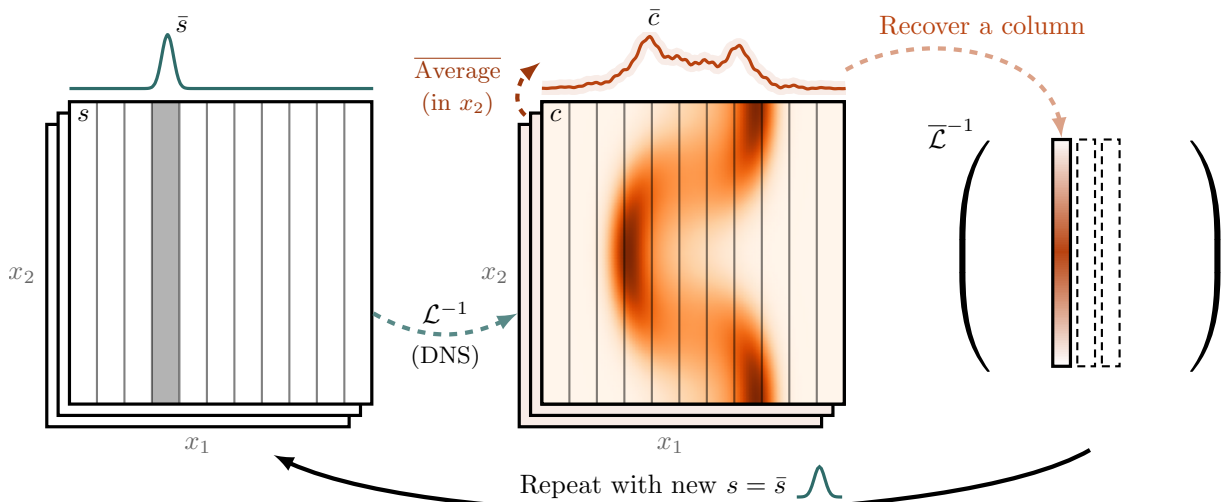 s̄
c̄
Recover a column
Average
(in x₂)
s
c
ℒ̅⁻¹
x₂
x₂
ℒ⁻¹
(DNS)
x₁
x₁
Repeat with new s = s̄